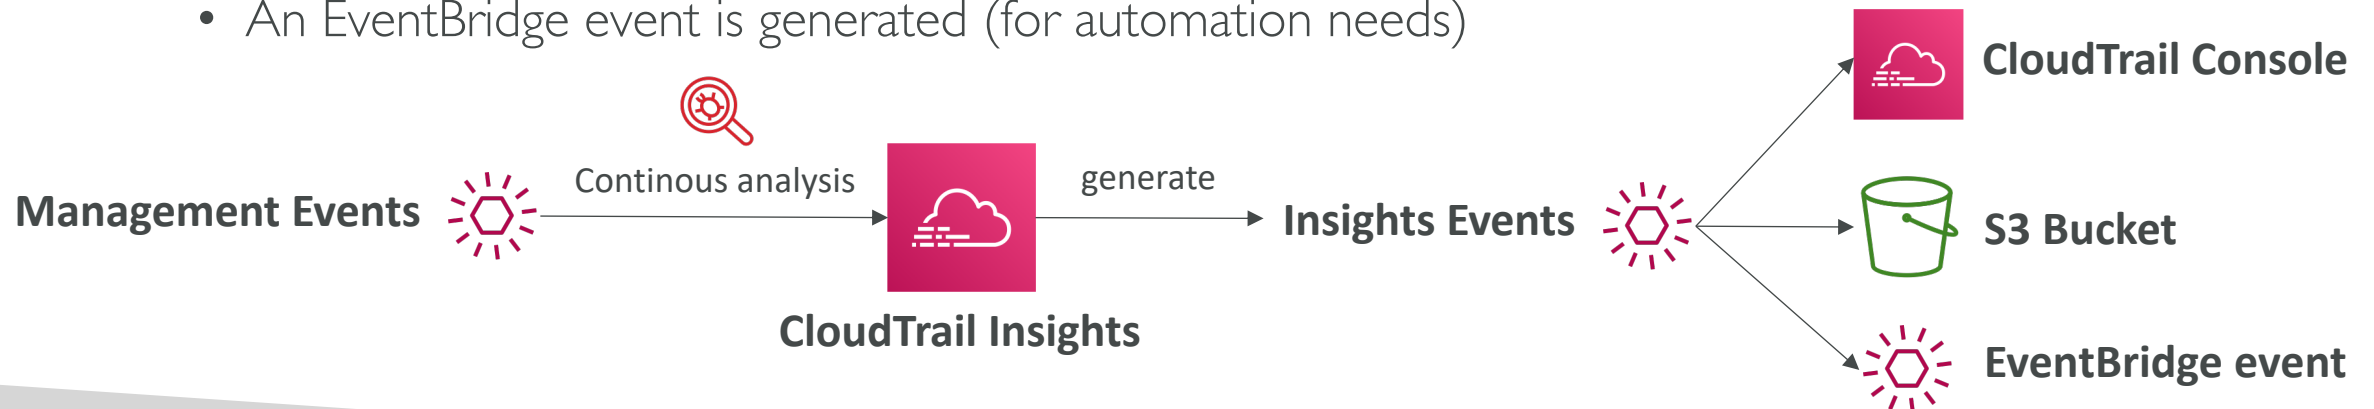 • An EventBridge event is generated (for automation needs)
CloudTrail Console
Continous analysis
generate
Management Events
Insights Events
S3 Bucket
CloudTrail Insights
EventBridge event